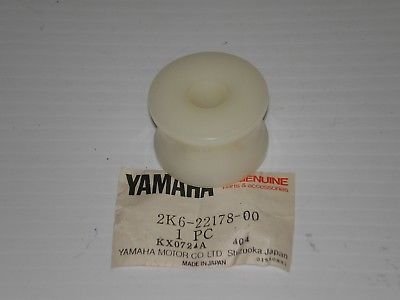 YAMAHA
GENUINE
parts & accessories
2K6-22178-00
1 PC
KX0724A 404
YAMAHA MOTOR CO LTD Shizuoka Japan
MADE IN JAPAN